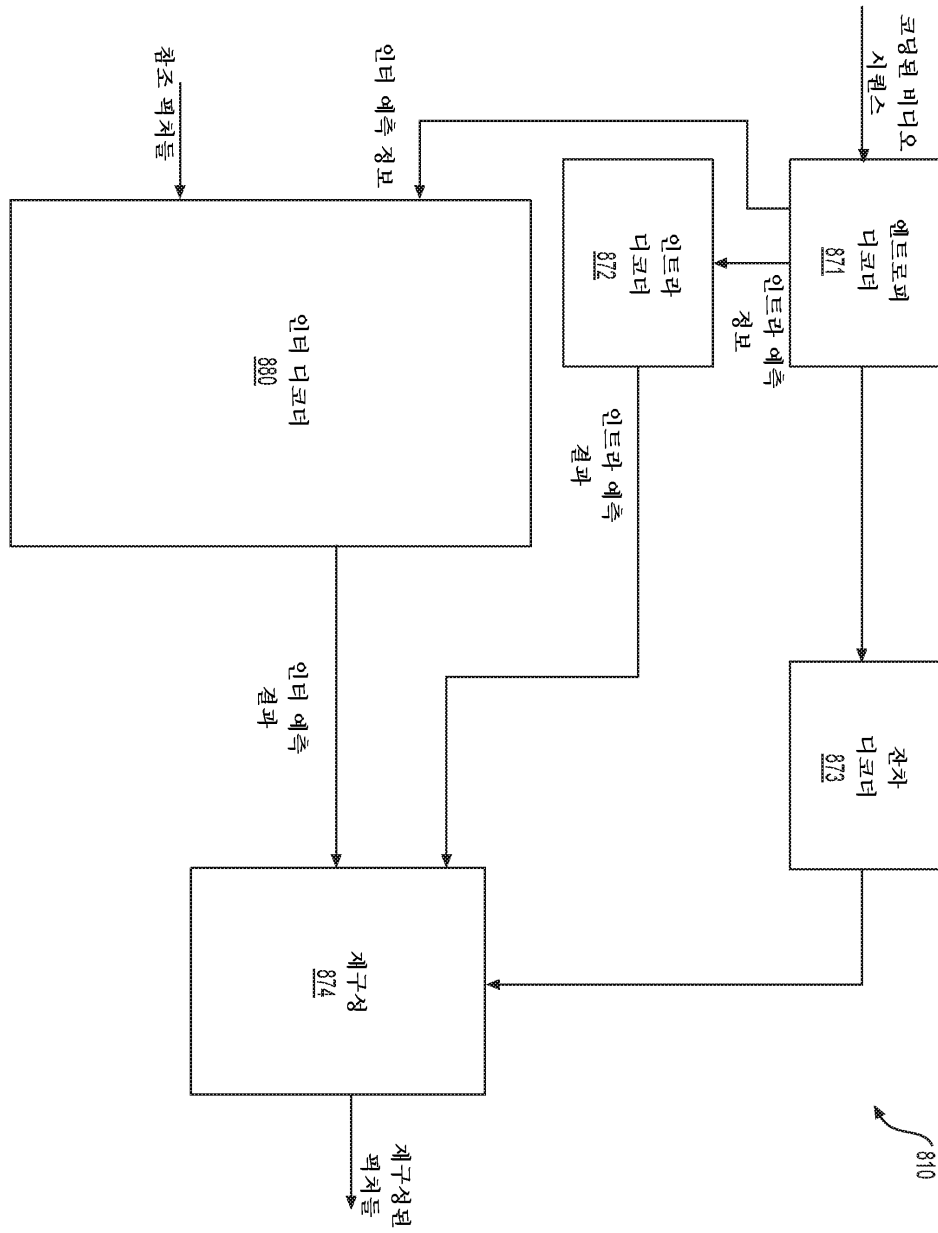 810
코딩된 비디오
시퀀스
엔트로피
디코더
871
잔차
디코더
873
인트라 예측
정보
인트라
디코더
872
인트라 예측
결과
인터 예측 정보
참조 픽처들
인터 디코더
880
인터 예측
결과
재구성
874
재구성된
픽처들